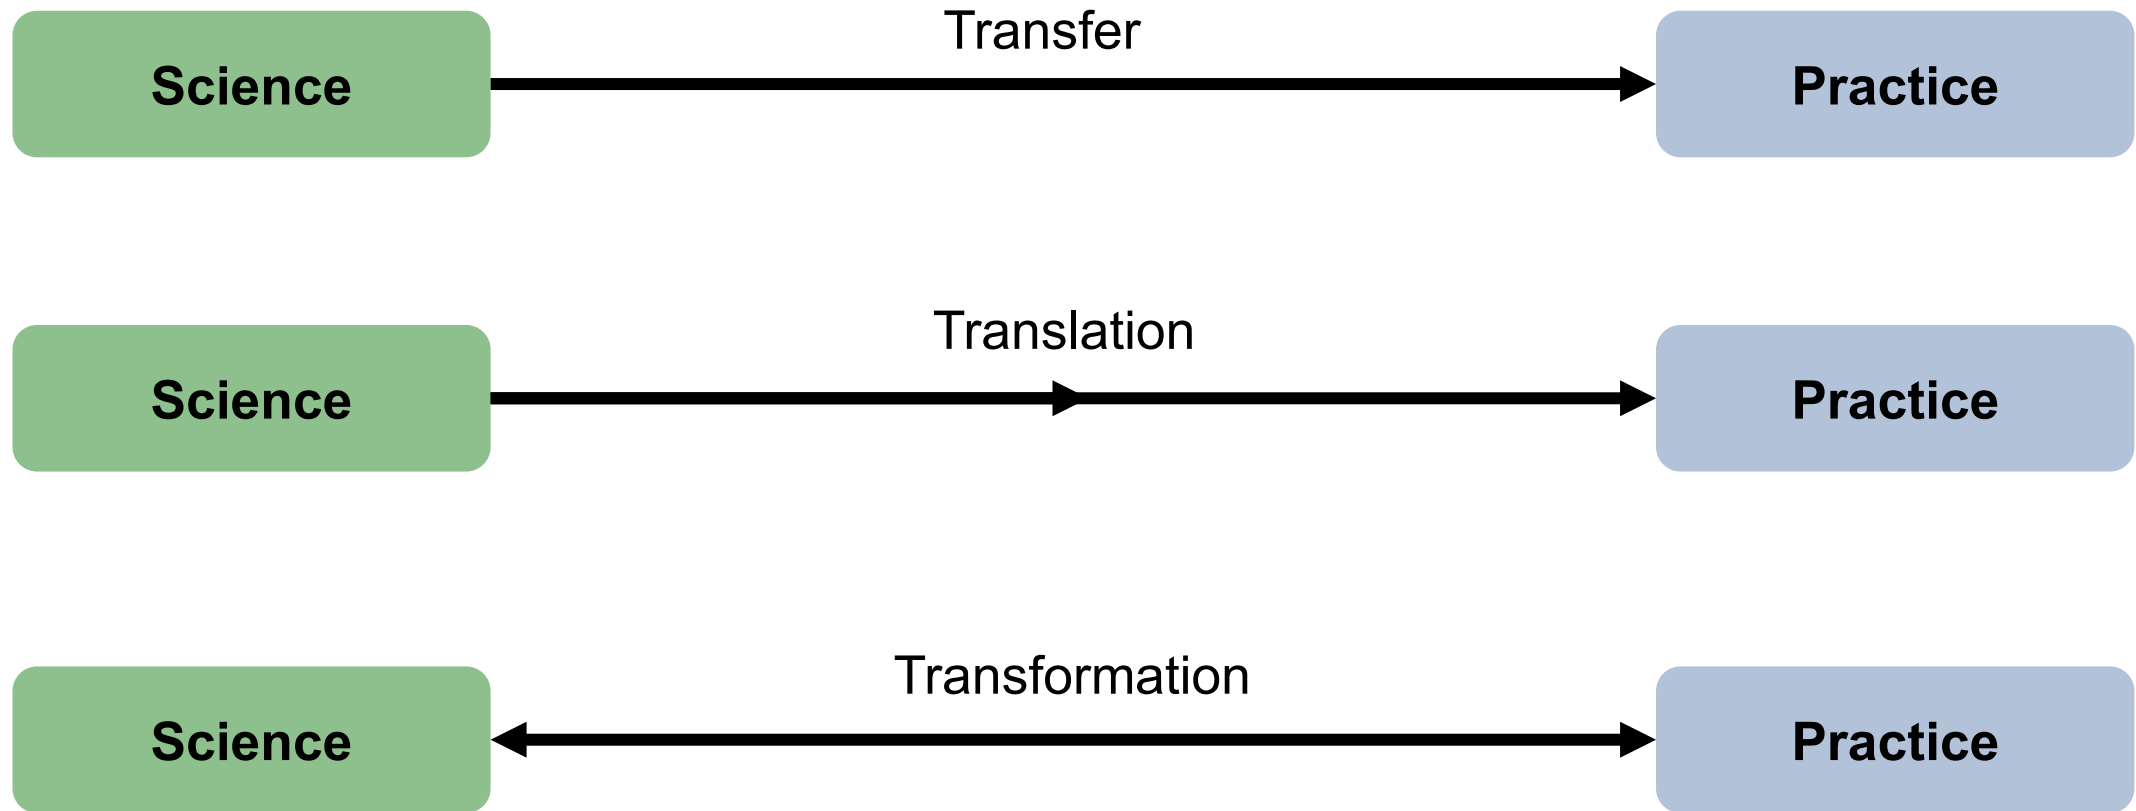 Transfer
Science
Practice
Translation
Science
Practice
Transformation
Science
Practice